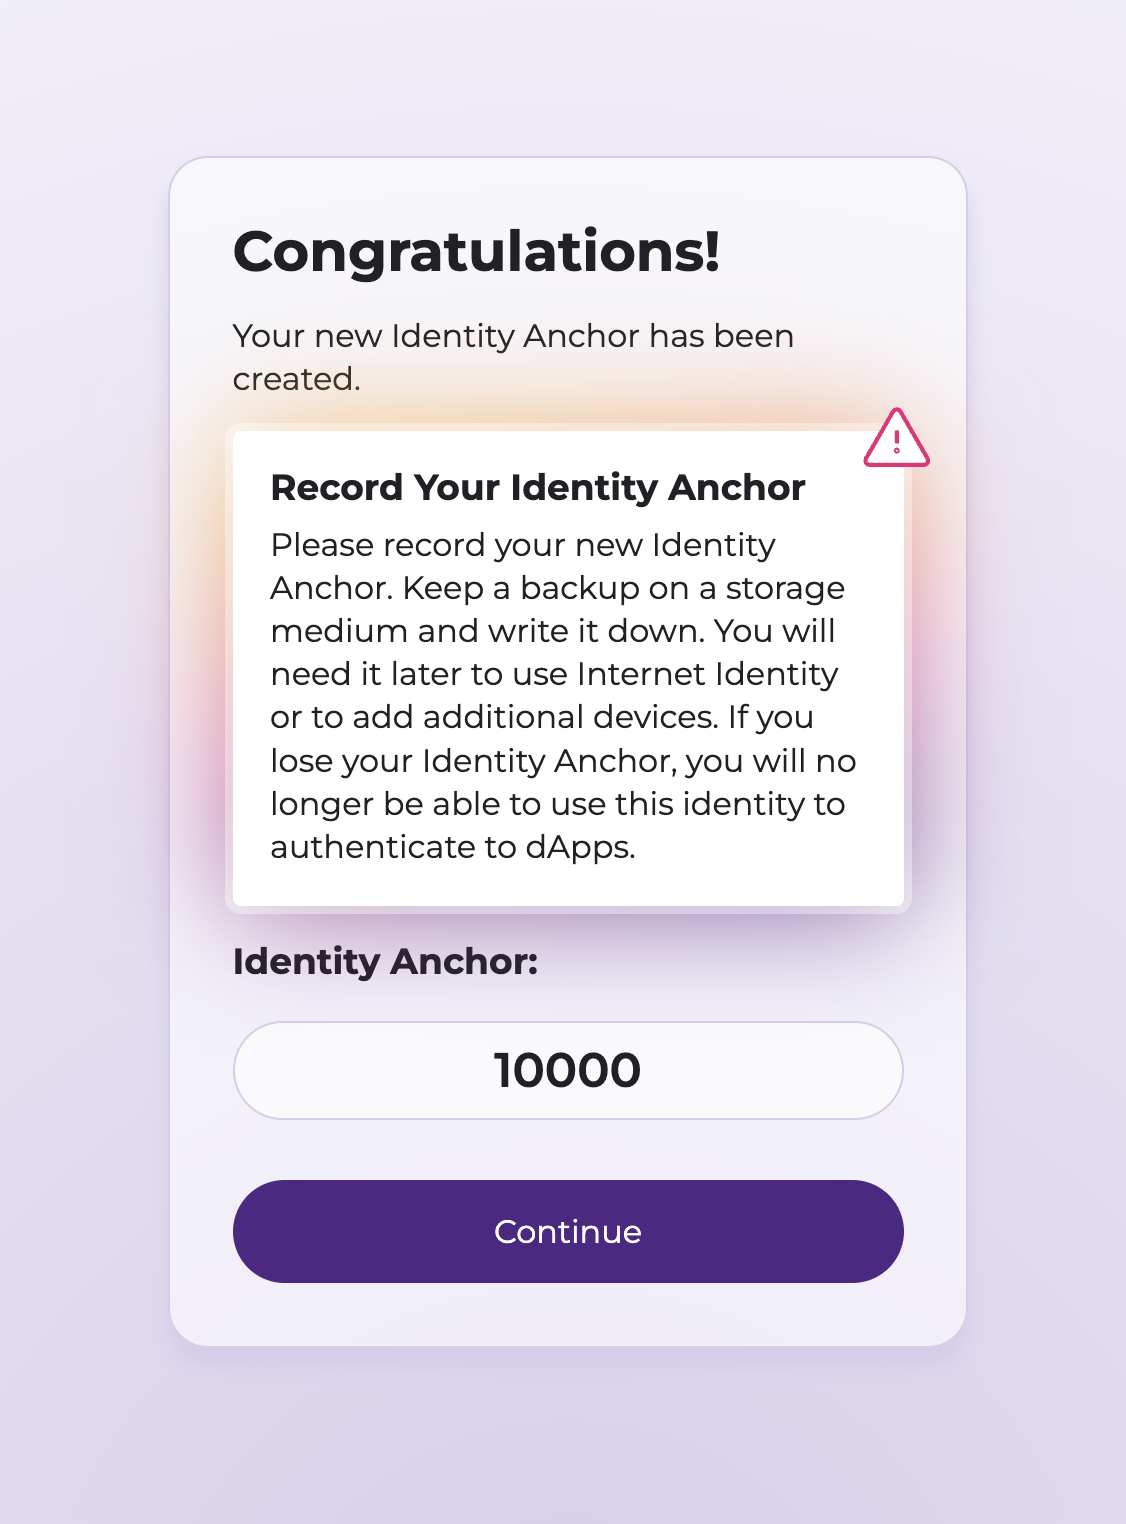 Congratulations!
Your new Identity Anchor has been
created.
Record Your Identity Anchor
Please record your new Identity
Anchor. Keep a backup on a storage
medium and write it down. You will
need it later to use Internet Identity
or to add additional devices. If you
lose your Identity Anchor, you will no
longer be able to use this identity to
authenticate to dApps.
Identity Anchor:
10000
Continue